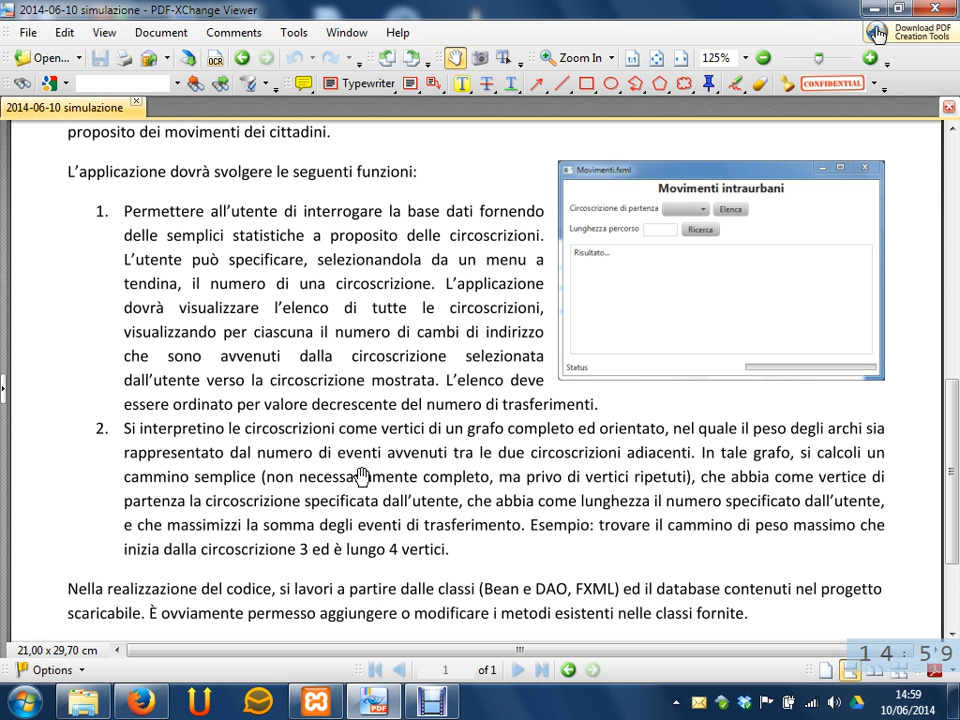 2014-06-10 simulazione - PDF-XChange Viewer
File Edit View Document Comments Tools Window Help
Download PDF
Creation Tools
Open... OCR Zoom In 125%
Typewriter CONFIDENTIAL
2014-06-10 simulazione
proposito dei movimenti dei cittadini.
L'applicazione dovrà svolgere le seguenti funzioni:
1. Permettere all'utente di interrogare la base dati fornendo
delle semplici statistiche a proposito delle circoscrizioni.
L'utente può specificare, selezionandola da un menu a
tendina, il numero di una circoscrizione. L'applicazione
dovrà visualizzare l'elenco di tutte le circoscrizioni,
visualizzando per ciascuna il numero di cambi di indirizzo
che sono avvenuti dalla circoscrizione selezionata
dall'utente verso la circoscrizione mostrata. L'elenco deve
essere ordinato per valore decrescente del numero di trasferimenti.
Movimenti.fxml
Movimenti intraurbani
Circoscrizione di partenza Elenca
Lunghezza percorso Ricerca
Risultato...
Status
2. Si interpretino le circoscrizioni come vertici di un grafo completo ed orientato, nel quale il peso degli archi sia
rappresentato dal numero di eventi avvenuti tra le due circoscrizioni adiacenti. In tale grafo, si calcoli un
cammino semplice (non necessariamente completo, ma privo di vertici ripetuti), che abbia come vertice di
partenza la circoscrizione specificata dall'utente, che abbia come lunghezza il numero specificato dall'utente,
e che massimizzi la somma degli eventi di trasferimento. Esempio: trovare il cammino di peso massimo che
inizia dalla circoscrizione 3 ed è lungo 4 vertici.
Nella realizzazione del codice, si lavori a partire dalle classi (Bean e DAO, FXML) ed il database contenuti nel progetto
scaricabile. È ovviamente permesso aggiungere o modificare i metodi esistenti nelle classi fornite.
21,00 x 29,70 cm
14:59
Options 1 of 1
PDF
14:59
10/06/2014